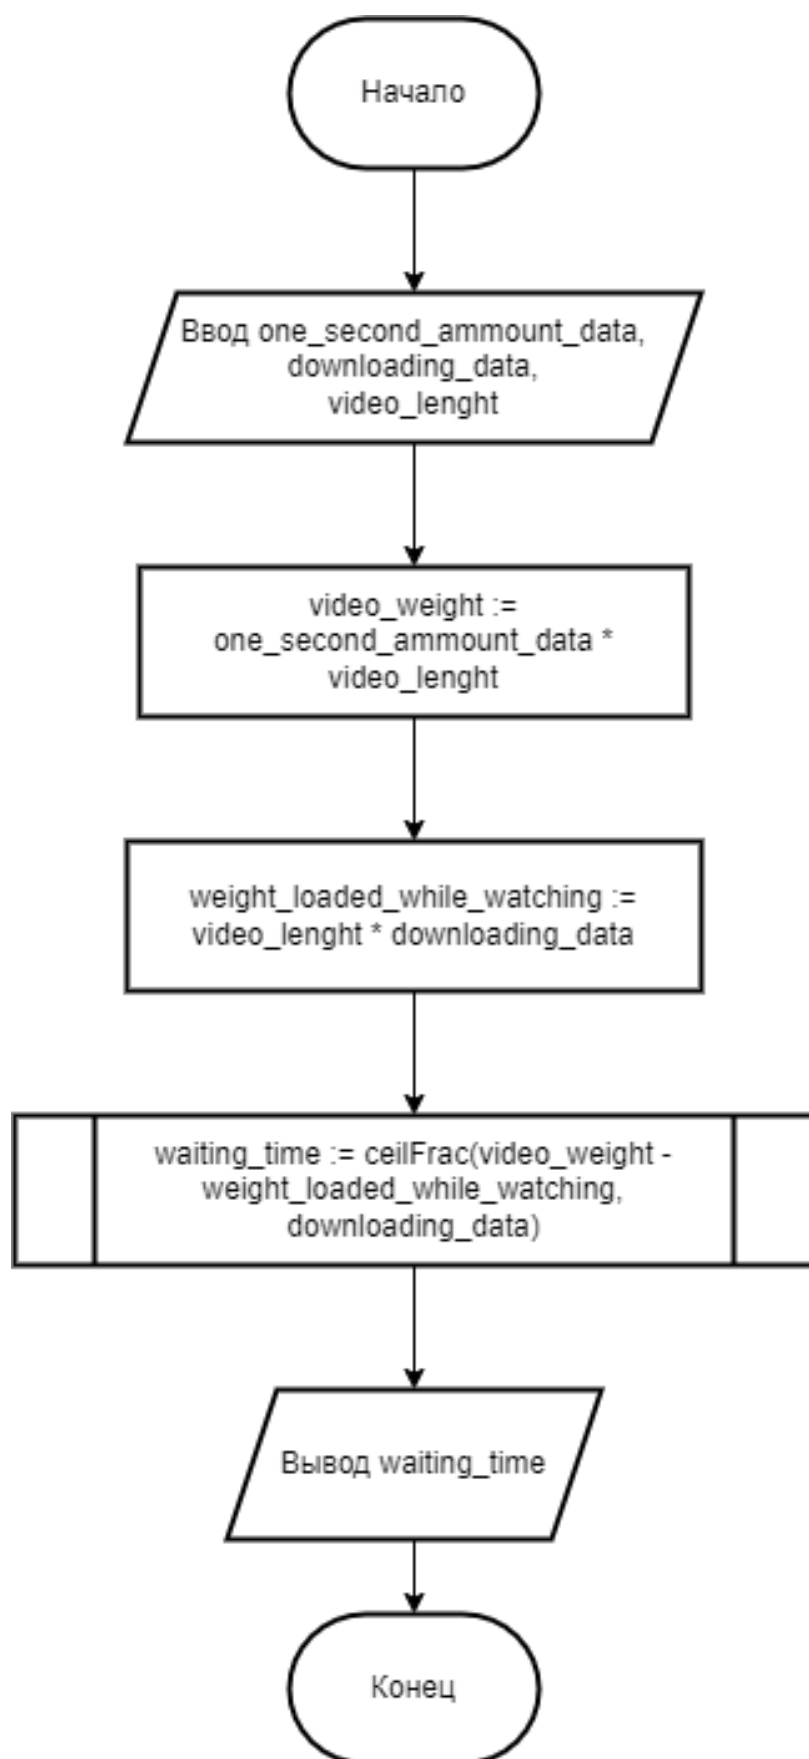 Начало
Ввод one_second_ammount_data,
downloading_data,
video_lenght
video_weight :=
one_second_ammount_data *
video_lenght
weight_loaded_while_watching :=
video_lenght * downloading_data
waiting_time := ceilFrac(video_weight -
weight_loaded_while_watching,
downloading_data)
Вывод waiting_time
Конец